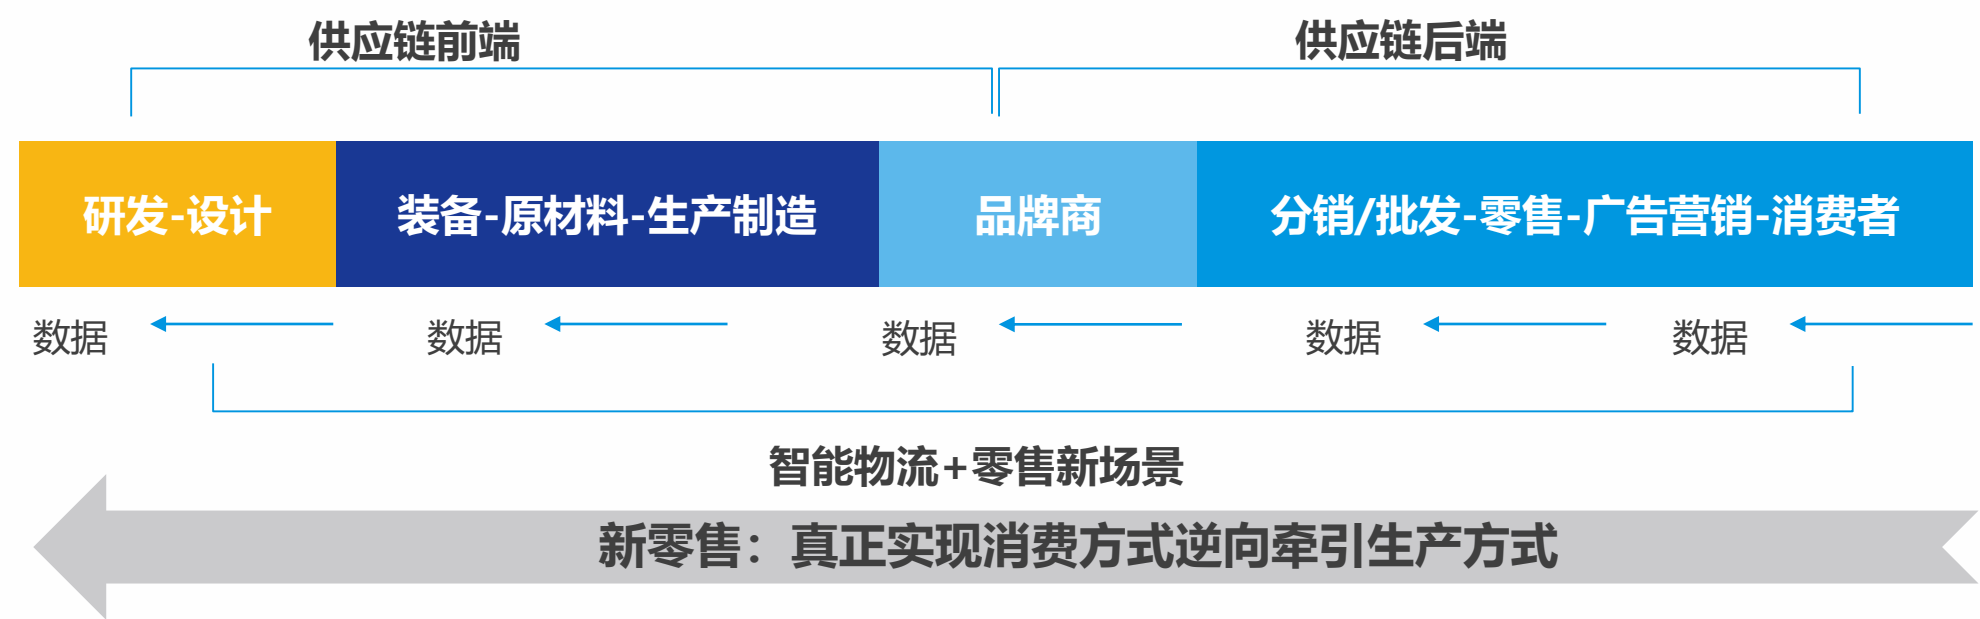 供应链前端
供应链后端
研发-设计
装备-原材料-生产制造
品牌商
分销/批发-零售-广告营销-消费者
数据
数据
数据
数据
数据
智能物流+零售新场景
新零售：真正实现消费方式逆向牵引生产方式